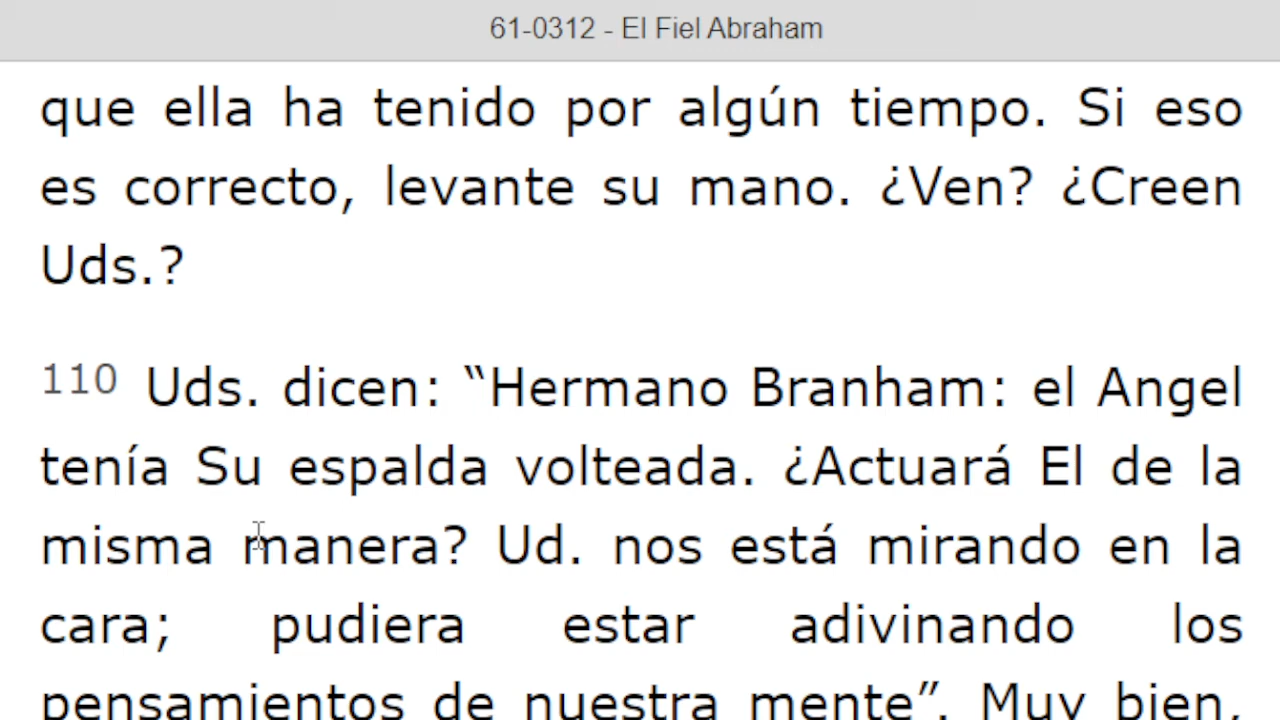 61-0312 - El Fiel Abraham
que ella ha tenido por algún tiempo. Si eso
es correcto, levante su mano. ¿Ven? ¿Creen
Uds.?
110 Uds. dicen: “Hermano Branham: el Angel
tenía Su espalda volteada. ¿Actuará El de la
misma manera? Ud. nos está mirando en la
cara; pudiera estar adivinando los
pensamientos de nuestra mente”. Muy bien,